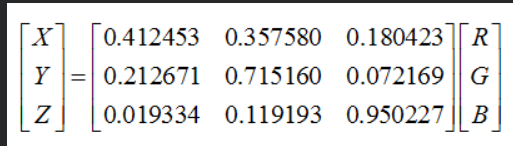 [X] [0.412453 0.357580 0.180423] [R]
[Y] = [0.212671 0.715160 0.072169] [G]
[Z] [0.019334 0.119193 0.950227] [B]